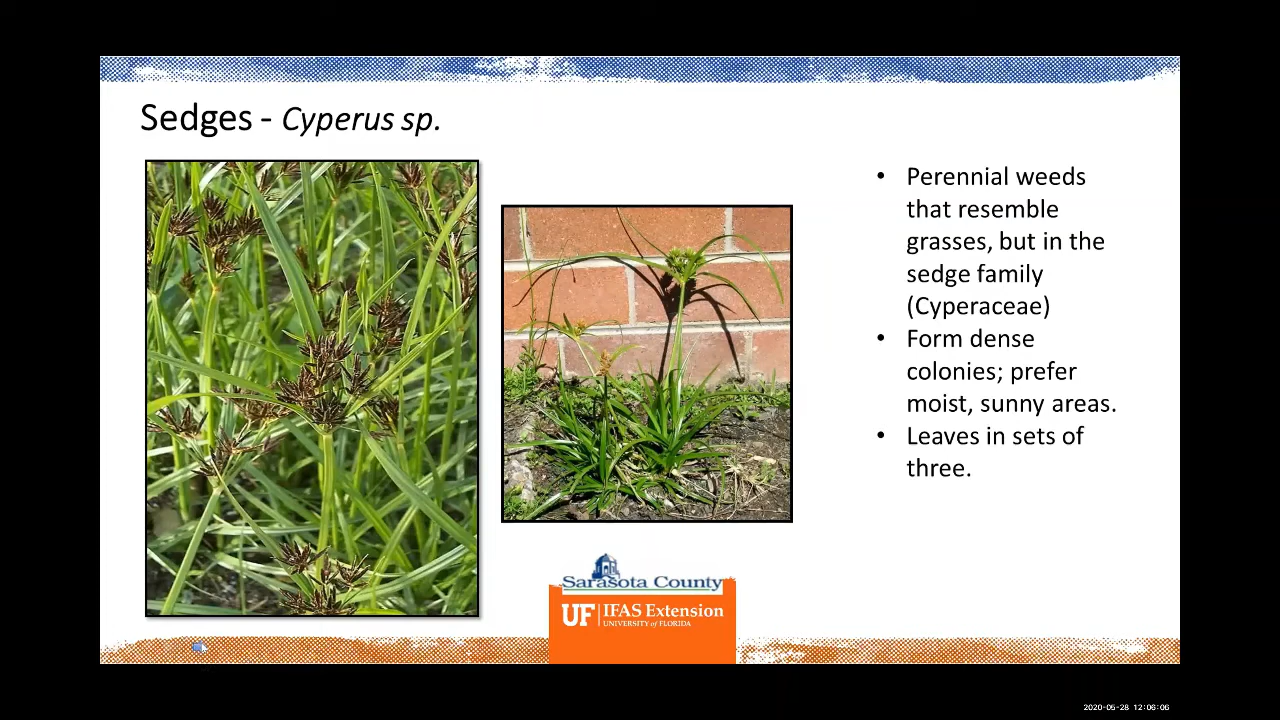 Sedges - Cyperus sp.
• Perennial weeds
that resemble
grasses, but in the
sedge family
(Cyperaceae)
• Form dense
colonies; prefer
moist, sunny areas.
• Leaves in sets of
three.
Sarasota County
UF | IFAS Extension
UNIVERSITY of FLORIDA
2020-05-28 12:06:06